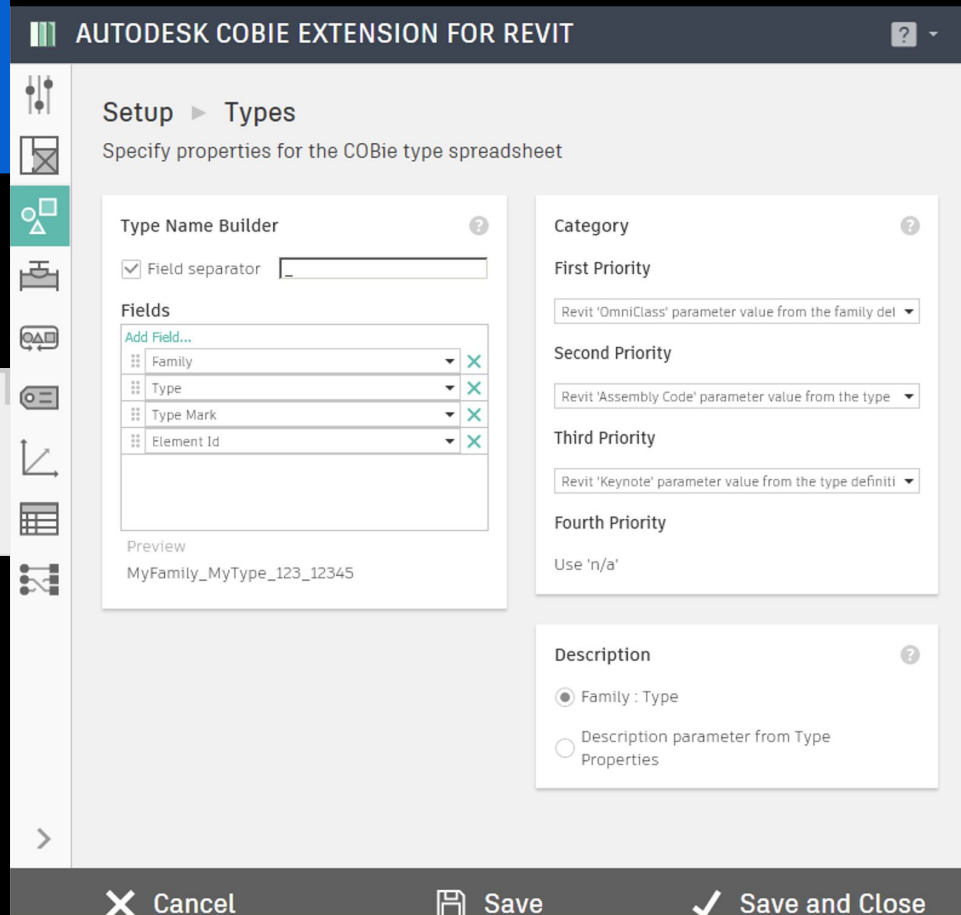 AUTODESK COBIE EXTENSION FOR REVIT
?
Setup ▶ Types
Specify properties for the COBie type spreadsheet
Type Name Builder
?
Field separator _
Fields
Add Field...
Family
Type
Type Mark
Element Id
Preview
MyFamily_MyType_123_12345
Category
?
First Priority
Revit 'OmniClass' parameter value from the family def
Second Priority
Revit 'Assembly Code' parameter value from the type
Third Priority
Revit 'Keynote' parameter value from the type definiti
Fourth Priority
Use 'n/a'
Description
?
Family : Type
Description parameter from Type
Properties
Cancel
Save
Save and Close